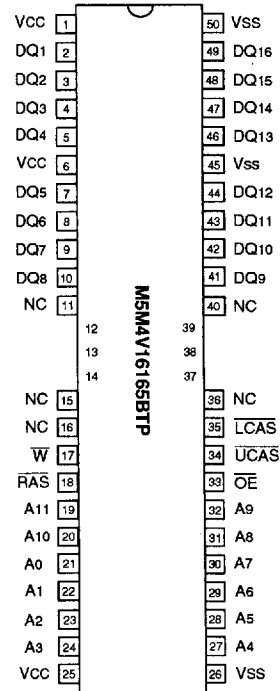 VCC 1 50 VSS
DQ1 2 49 DQ16
DQ2 3 48 DQ15
DQ3 4 47 DQ14
DQ4 5 46 DQ13
VCC 6 45 VSS
DQ5 7 44 DQ12
DQ6 8 43 DQ11
DQ7 9 42 DQ10
DQ8 10 41 DQ9
NC 11 40 NC
12 39
13 38
14 37
M5M4V16165BTP
NC 15 36 NC
NC 16 35 L̅C̅A̅S̅
W̅ 17 34 U̅C̅A̅S̅
R̅A̅S̅ 18 33 O̅E̅
A11 19 32 A9
A10 20 31 A8
A0 21 30 A7
A1 22 29 A6
A2 23 28 A5
A3 24 27 A4
VCC 25 26 VSS